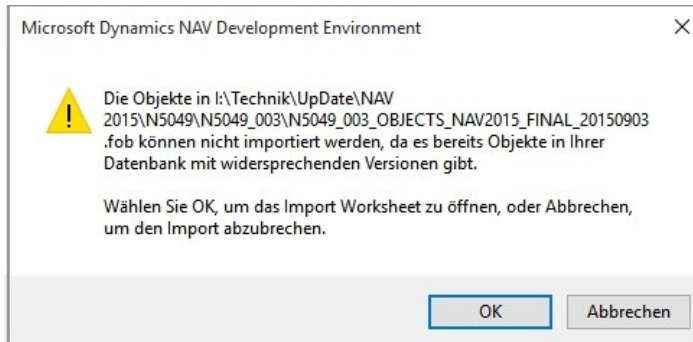 Microsoft Dynamics NAV Development Environment
Die Objekte in I:\Technik\UpDate\NAV
2015\N5049\N5049_003\N5049_003_OBJECTS_NAV2015_FINAL_20150903
.fob können nicht importiert werden, da es bereits Objekte in Ihrer
Datenbank mit widersprechenden Versionen gibt.
Wählen Sie OK, um das Import Worksheet zu öffnen, oder Abbrechen,
um den Import abzubrechen.
OK Abbrechen